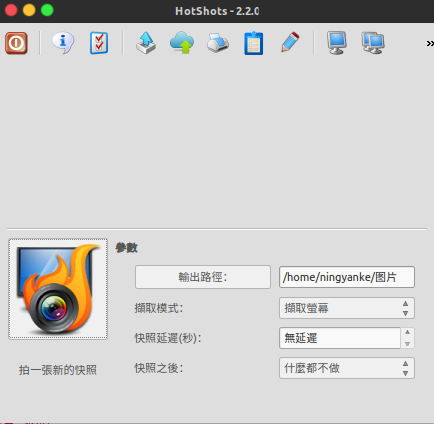 HotShots - 2.2.0
»
參數
輸出路徑：
/home/ningyanke/图片
擷取模式：
擷取螢幕
快照延遲(秒)：
無延遲
快照之後：
什麼都不做
拍一張新的快照